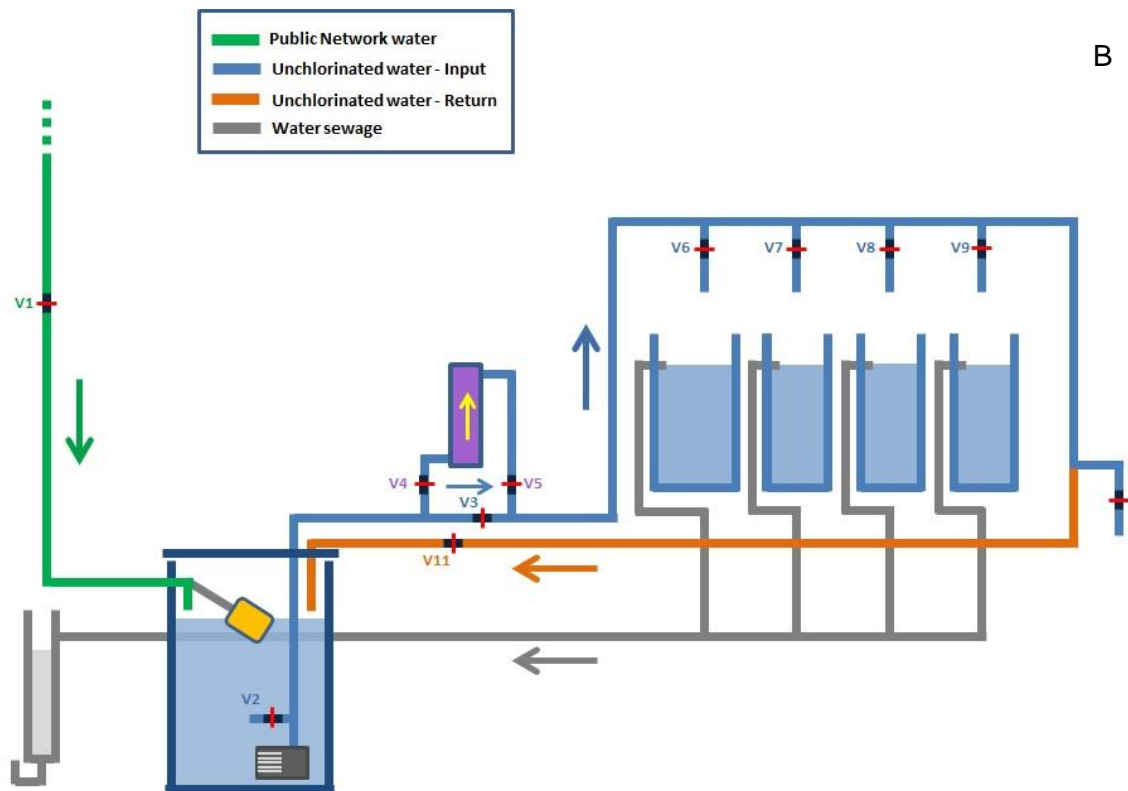 Public Network water
Unchlorinated water - Input
Unchlorinated water - Return
Water sewage
B
V6
V7
V8
V9
V1
V4
V5
V3
V11
V2